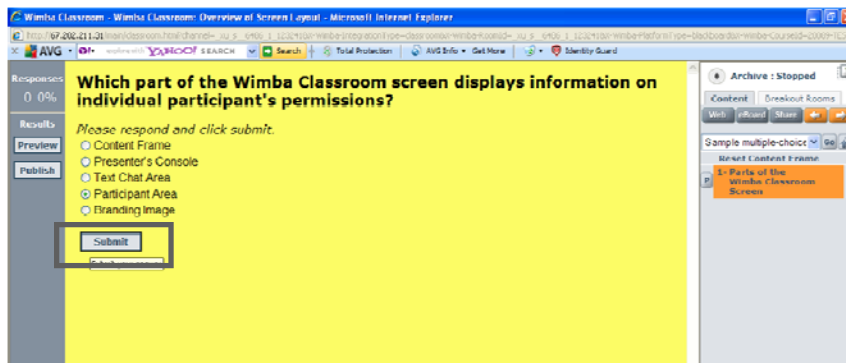 Wimba Classroom - Wimba Classroom: Overview of Screen Layout - Microsoft Internet Explorer
AVG YAHOO! SEARCH Search Total Protection AVG Info Get More Identity Guard
Responses
0 0%
Results
Preview
Publish
Which part of the Wimba Classroom screen displays information on
individual participant's permissions?
Please respond and click submit.
Content Frame
Presenter's Console
Text Chat Area
Participant Area
Branding Image
Submit
Archive : Stopped
Content Breakout Rooms
Web eBoard Share
Sample multiple-choice Go
Reset Content Frame
P 1- Parts of the
Wimba Classroom
Screen